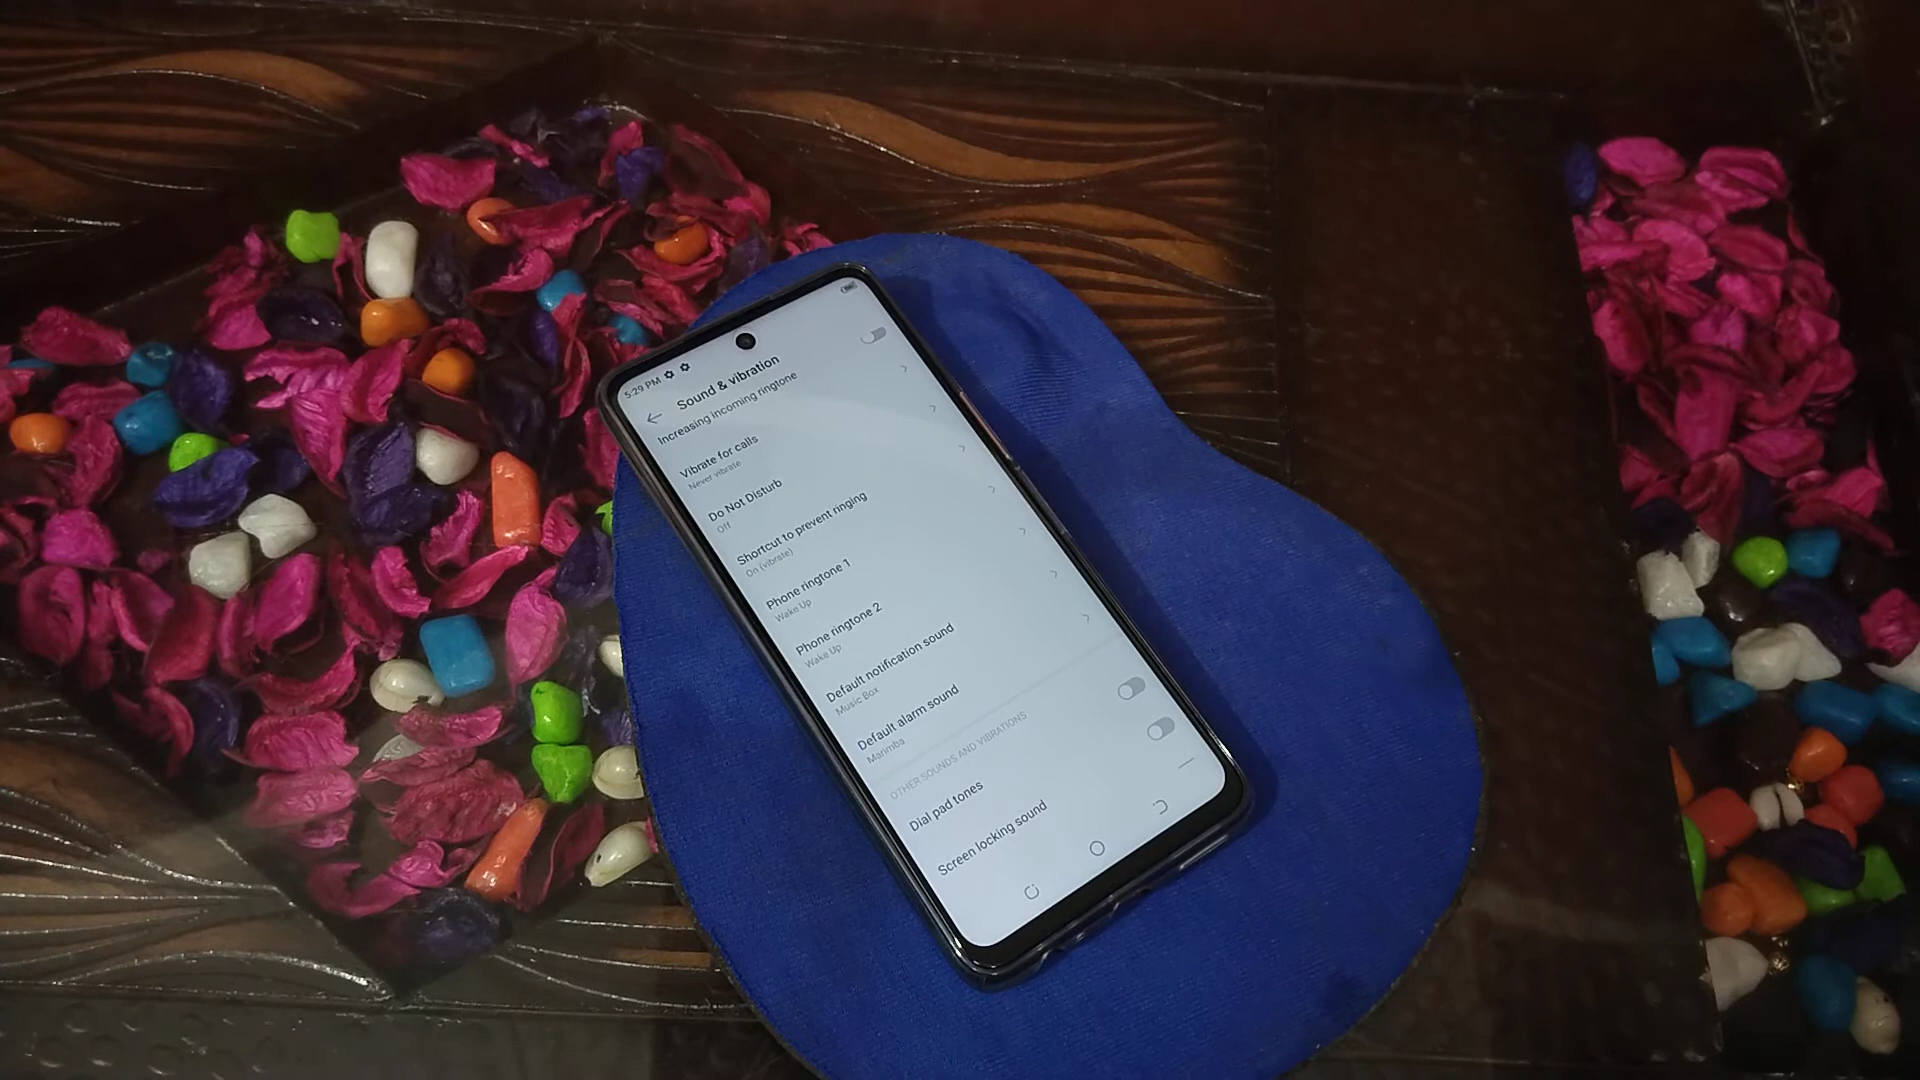 5:29 PM
Sound & vibration
Increasing incoming ringtone
Vibrate for calls
Never vibrate
Do Not Disturb
Off
Shortcut to prevent ringing
On (vibrate)
Phone ringtone 1
Wake Up
Phone ringtone 2
Wake Up
Default notification sound
Music Box
Default alarm sound
Marimba
OTHER SOUNDS AND VIBRATIONS
Dial pad tones
Screen locking sound